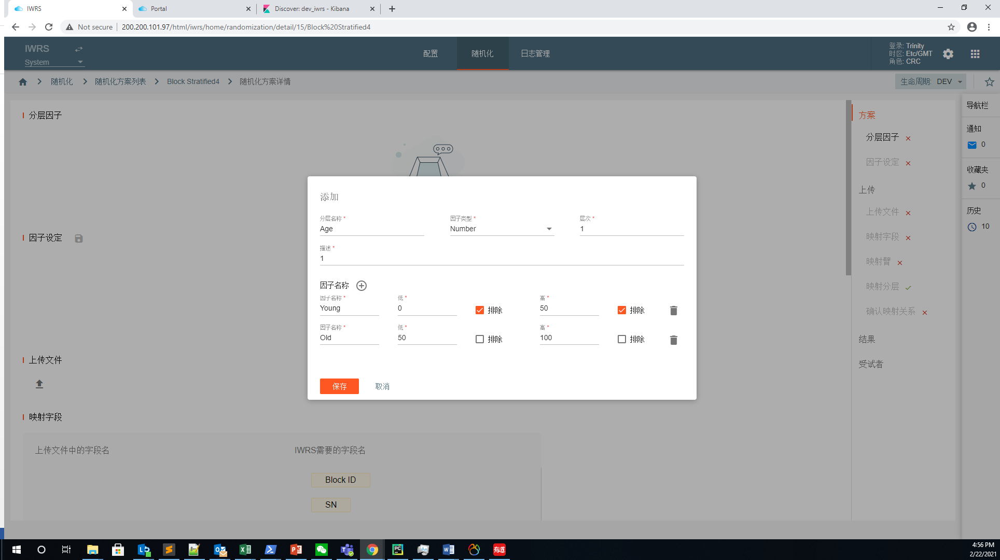 IWRS
Portal
Discover: dev_iwrs - Kibana
Not secure
200.200.101.97/html/iwrs/home/randomization/detail/15/Block%20Stratified4
IWRS
System
配置
随机化
日志管理
登录: Trinity
时区: Etc/GMT
角色: CRC
随机化
随机化方案列表
Block Stratified4
随机化方案详情
生命周期: DEV
分层因子
因子设定
上传文件
映射字段
上传文件中的字段名
IWRS需要的字段名
Block ID
SN
添加
分层名称 *
Age
因子类型 *
Number
层次 *
1
描述 *
1
因子名称
因子名称 *
Young
低 *
0
排除
高 *
50
排除
因子名称 *
Old
低 *
50
排除
高 *
100
排除
保存
取消
方案
分层因子
因子设定
上传
上传文件
映射字段
映射臂
映射分层
确认映射关系
结果
受试者
导航栏
通知
0
收藏夹
0
历史
10
有道
4:56 PM
2/22/2021